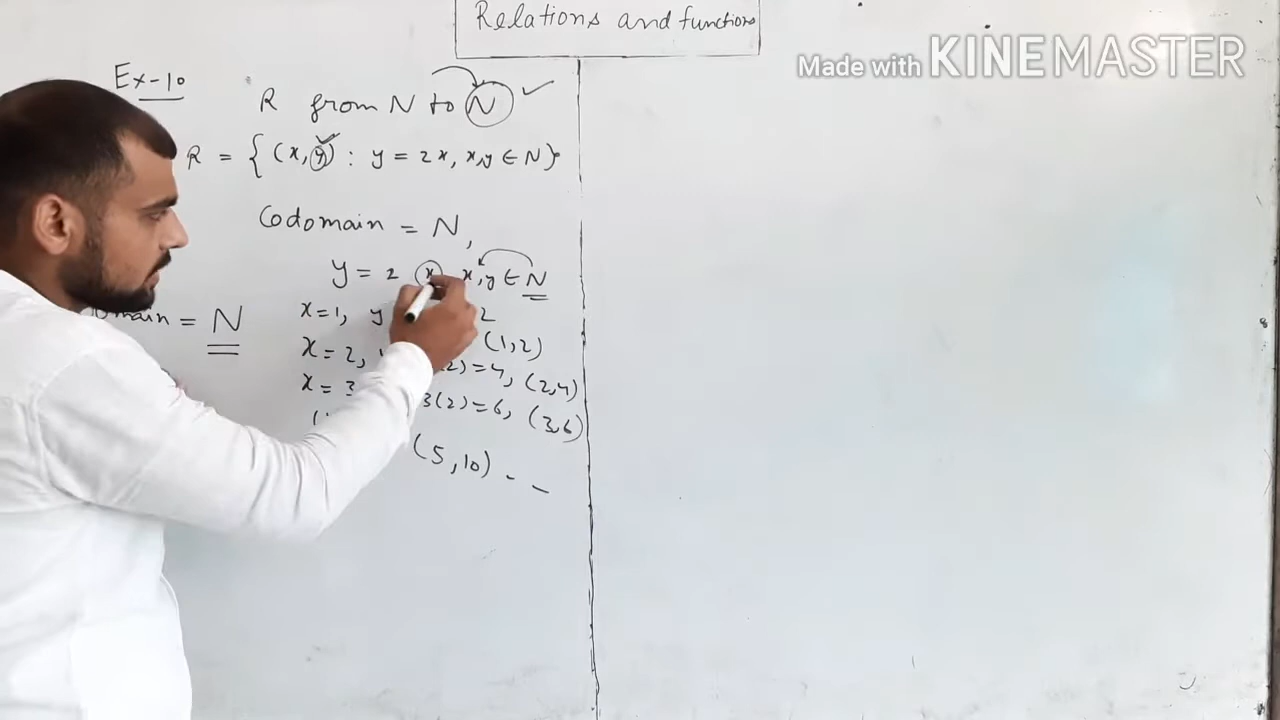 Relations and functions
Made with KINEMASTER
Ex-10
R from N to N
R = { (x, y) : y = 2x, x,y ∈ N}
Codomain = N,
y = 2 x x, y ∈ N
main = N
x=1, y 2
(1,2)
x = 2, 2) = 4, (2,4)
x = 3 3(2) = 6, (3,6)
(5, 10) . _